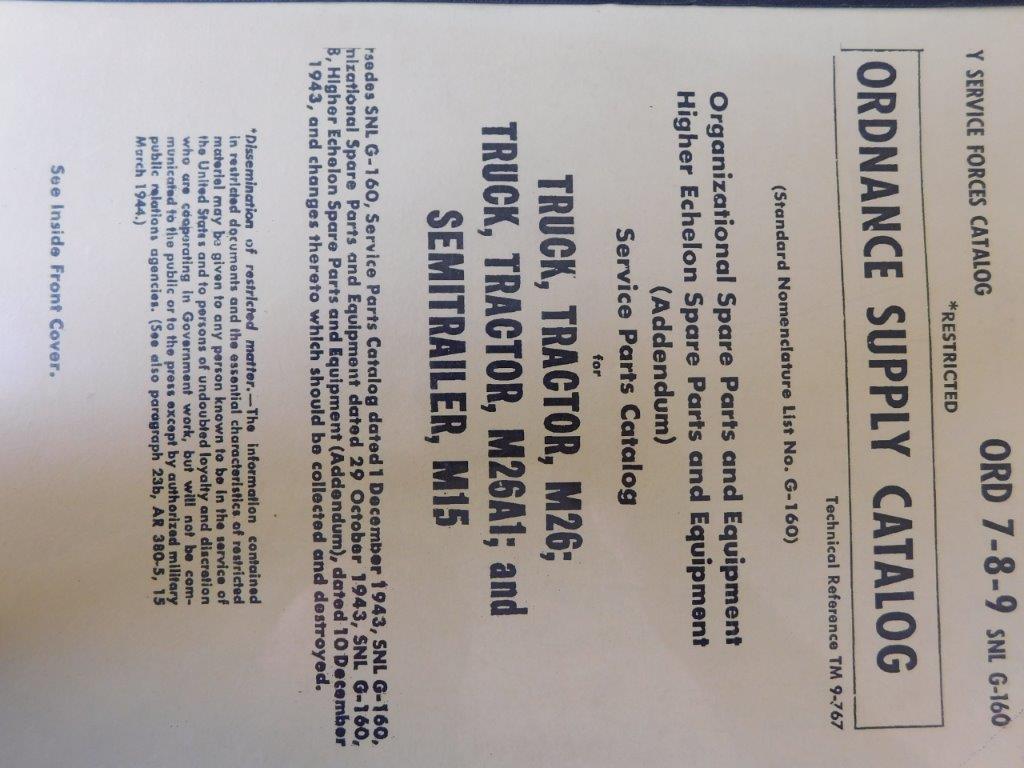 Y SERVICE FORCES CATALOG
ORD 7-8-9 SNL G-160
*RESTRICTED
ORDNANCE SUPPLY CATALOG
Technical Reference TM 9-767
(Standard Nomenclature List No. G-160)
Organizational Spare Parts and Equipment
Higher Echelon Spare Parts and Equipment
(Addendum)
Service Parts Catalog
for
TRUCK, TRACTOR, M26;
TRUCK, TRACTOR, M26A1; and
SEMITRAILER, M15
rsedes SNL G-160, Service Parts Catalog dated 1 December 1943, SNL G-160,
nizational Spare Parts and Equipment dated 29 October 1943, SNL G-160,
8, Higher Echelon Spare Parts and Equipment (Addendum), dated 10 December
1943, and changes thereto which should be collected and destroyed.
*Dissemination of restricted matter.—The information contained
in restricted documents and the essential characteristics of restricted
material may be given to any person known to be in the service of
the United States and to persons of undoubted loyalty and discretion
who are cooperating in Government work, but will not be com-
municated to the public or to the press except by authorized military
public relations agencies. (See also paragraph 23b, AR 380-5, 15
March 1944.)
See Inside Front Cover.